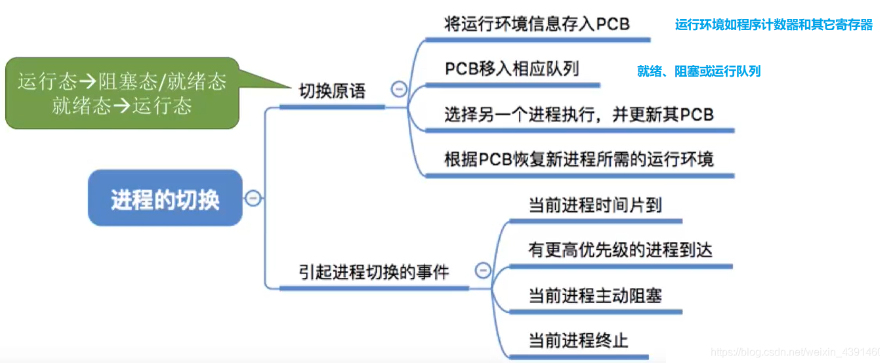 将运行环境信息存入PCB
运行环境如程序计数器和其它寄存器
PCB移入相应队列
就绪、阻塞或运行队列
运行态→阻塞态/就绪态
就绪态→运行态
切换原语
选择另一个进程执行，并更新其PCB
根据PCB恢复新进程所需的运行环境
进程的切换
当前进程时间片到
有更高优先级的进程到达
引起进程切换的事件
当前进程主动阻塞
当前进程终止